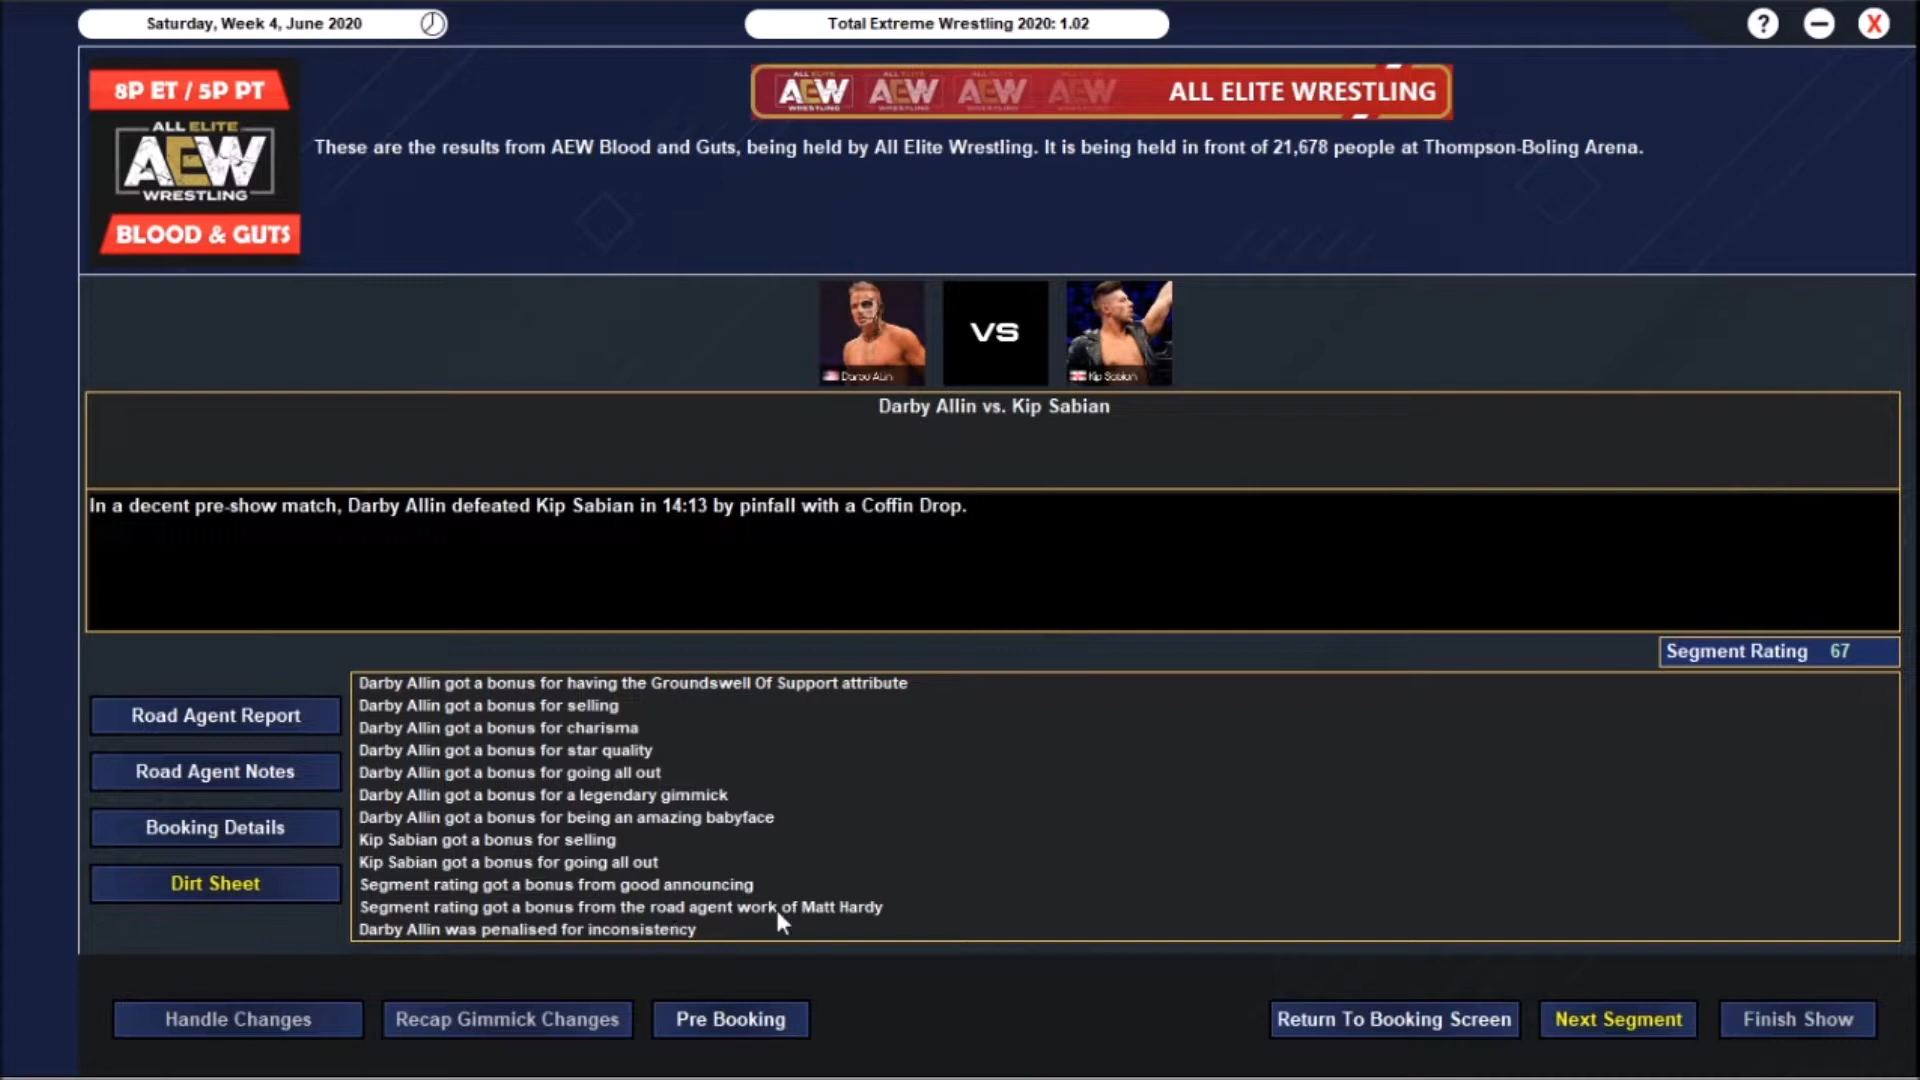 Saturday, Week 4, June 2020
Total Extreme Wrestling 2020: 1.02
?
X
8P ET / 5P PT
ALL ELITE
AEW
WRESTLING
BLOOD & GUTS
ALL ELITE
AEW
WRESTLING
AEW
AEW
AEW
ALL ELITE WRESTLING
These are the results from AEW Blood and Guts, being held by All Elite Wrestling. It is being held in front of 21,678 people at Thompson-Boling Arena.
Darby Allin
VS
Kip Sabian
Darby Allin vs. Kip Sabian
In a decent pre-show match, Darby Allin defeated Kip Sabian in 14:13 by pinfall with a Coffin Drop.
Segment Rating 67
Road Agent Report
Road Agent Notes
Booking Details
Dirt Sheet
Darby Allin got a bonus for having the Groundswell Of Support attribute
Darby Allin got a bonus for selling
Darby Allin got a bonus for charisma
Darby Allin got a bonus for star quality
Darby Allin got a bonus for going all out
Darby Allin got a bonus for a legendary gimmick
Darby Allin got a bonus for being an amazing babyface
Kip Sabian got a bonus for selling
Kip Sabian got a bonus for going all out
Segment rating got a bonus from good announcing
Segment rating got a bonus from the road agent work of Matt Hardy
Darby Allin was penalised for inconsistency
Handle Changes
Recap Gimmick Changes
Pre Booking
Return To Booking Screen
Next Segment
Finish Show